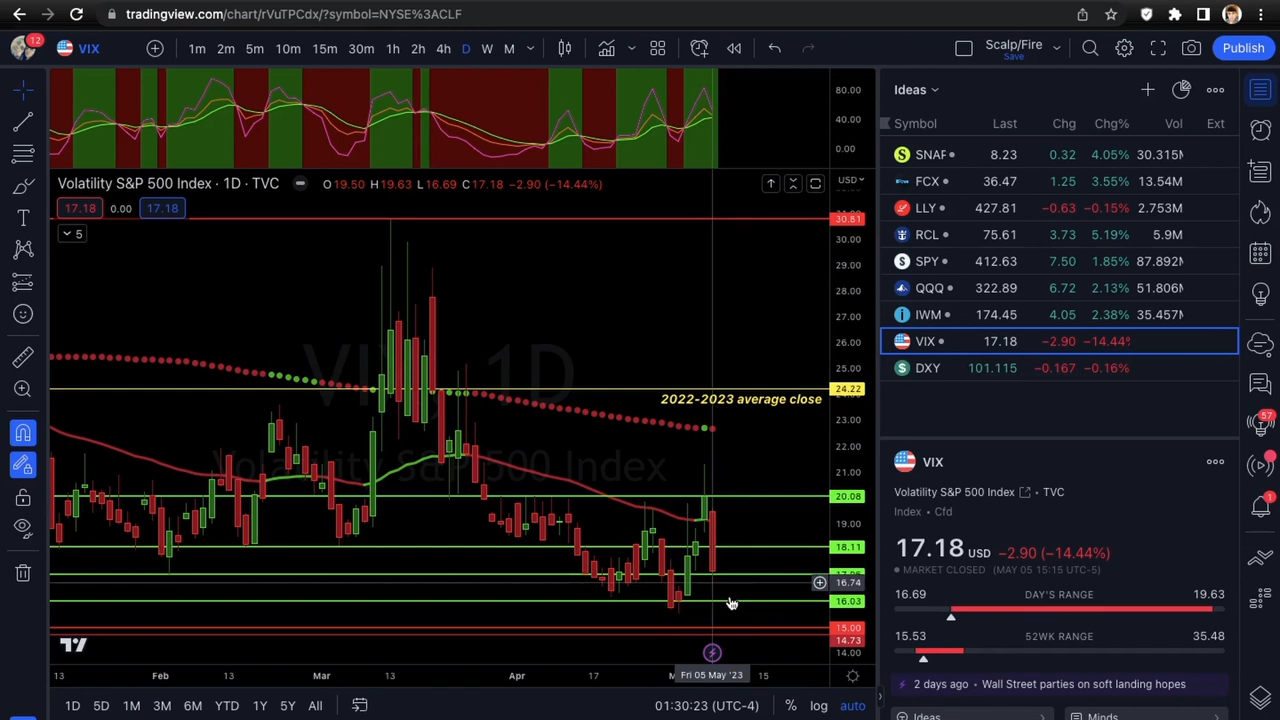 tradingview.com/chart/rVuTPCdx/?symbol=NYSE%3ACLF
12 VIX 1m 2m 5m 10m 15m 30m 1h 2h 4h D W M Scalp/Fire Save Publish
80.00
40.00
0.00
Volatility S&P 500 Index · 1D · TVC O19.50 H19.63 L16.69 C17.18 −2.90 (−14.44%) USD
17.18 0.00 17.18
5
30.81
30.00
29.00
28.00
27.00
26.00
25.00
24.22
23.00
22.00
21.00
20.08
19.00
18.11
16.74
16.03
15.00
14.73
14.00
VIX, 1D
Volatility S&P 500 Index
2022-2023 average close
13 Feb 13 Mar 13 Apr 17 Fri 05 May '23 15
1D 5D 1M 3M 6M YTD 1Y 5Y All 01:30:23 (UTC-4) % log auto
Ideas
Symbol Last Chg Chg% Vol Ext
SNAP 8.23 0.32 4.05% 30.315M
FCX 36.47 1.25 3.55% 13.54M
LLY 427.81 −0.63 −0.15% 2.753M
RCL 75.61 3.73 5.19% 5.9M
SPY 412.63 7.50 1.85% 87.892M
QQQ 322.89 6.72 2.13% 51.806M
IWM 174.45 4.05 2.38% 35.457M
VIX 17.18 −2.90 −14.44%
DXY 101.115 −0.167 −0.16%
VIX
Volatility S&P 500 Index • TVC
Index • Cfd
17.18 USD −2.90 (−14.44%)
MARKET CLOSED (MAY 05 15:15 UTC-5)
16.69 DAY'S RANGE 19.63
15.53 52WK RANGE 35.48
2 days ago • Wall Street parties on soft landing hopes
Ideas Minds
57
1